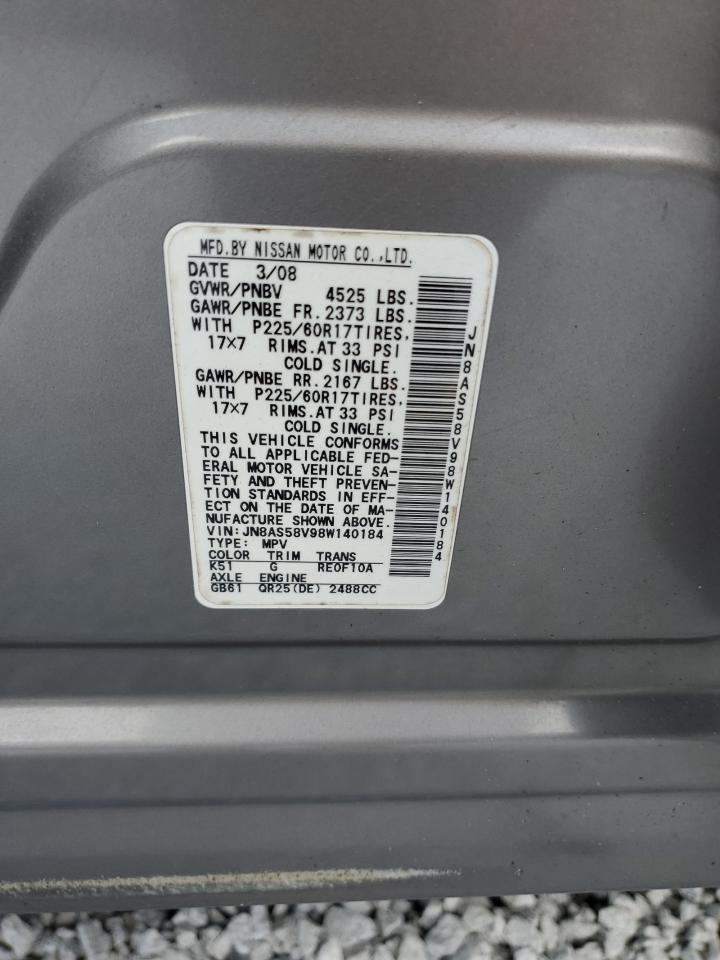 MFD.BY NISSAN MOTOR CO.,LTD.
DATE 3/08
GVWR/PNBV 4525 LBS.
GAWR/PNBE FR. 2373 LBS.
WITH P225/60R17TIRES,
17×7 RIMS. AT 33 PSI
COLD SINGLE.
GAWR/PNBE RR. 2167 LBS.
WITH P225/60R17TIRES,
17×7 RIMS. AT 33 PSI
COLD SINGLE.
THIS VEHICLE CONFORMS
TO ALL APPLICABLE FED-
ERAL MOTOR VEHICLE SA-
FETY AND THEFT PREVEN-
TION STANDARDS IN EFF-
ECT ON THE DATE OF MA-
NUFACTURE SHOWN ABOVE.
VIN: JN8AS58V98W140184
TYPE: MPV
COLOR TRIM TRANS
K51 G RE0F10A
AXLE ENGINE
GB61 QR25(DE) 2488CC
JN8AS58V98W140184